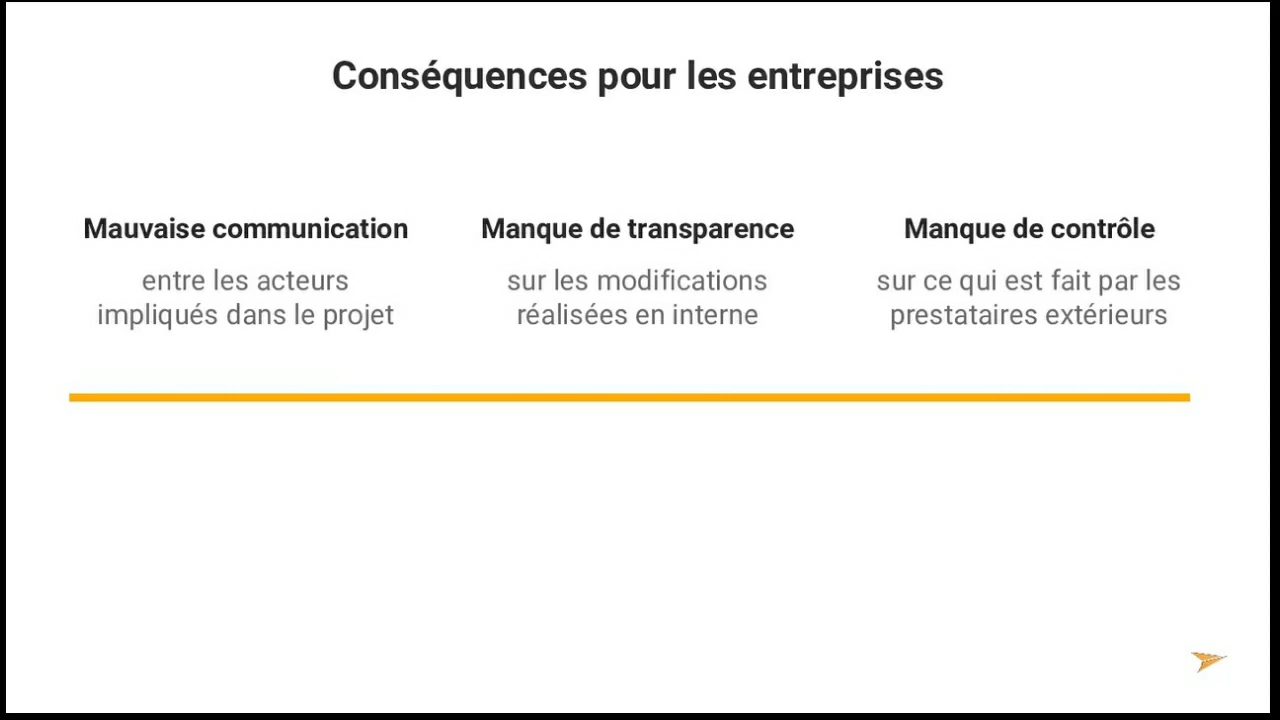 Conséquences pour les entreprises
Mauvaise communication
entre les acteurs
impliqués dans le projet
Manque de transparence
sur les modifications
réalisées en interne
Manque de contrôle
sur ce qui est fait par les
prestataires extérieurs